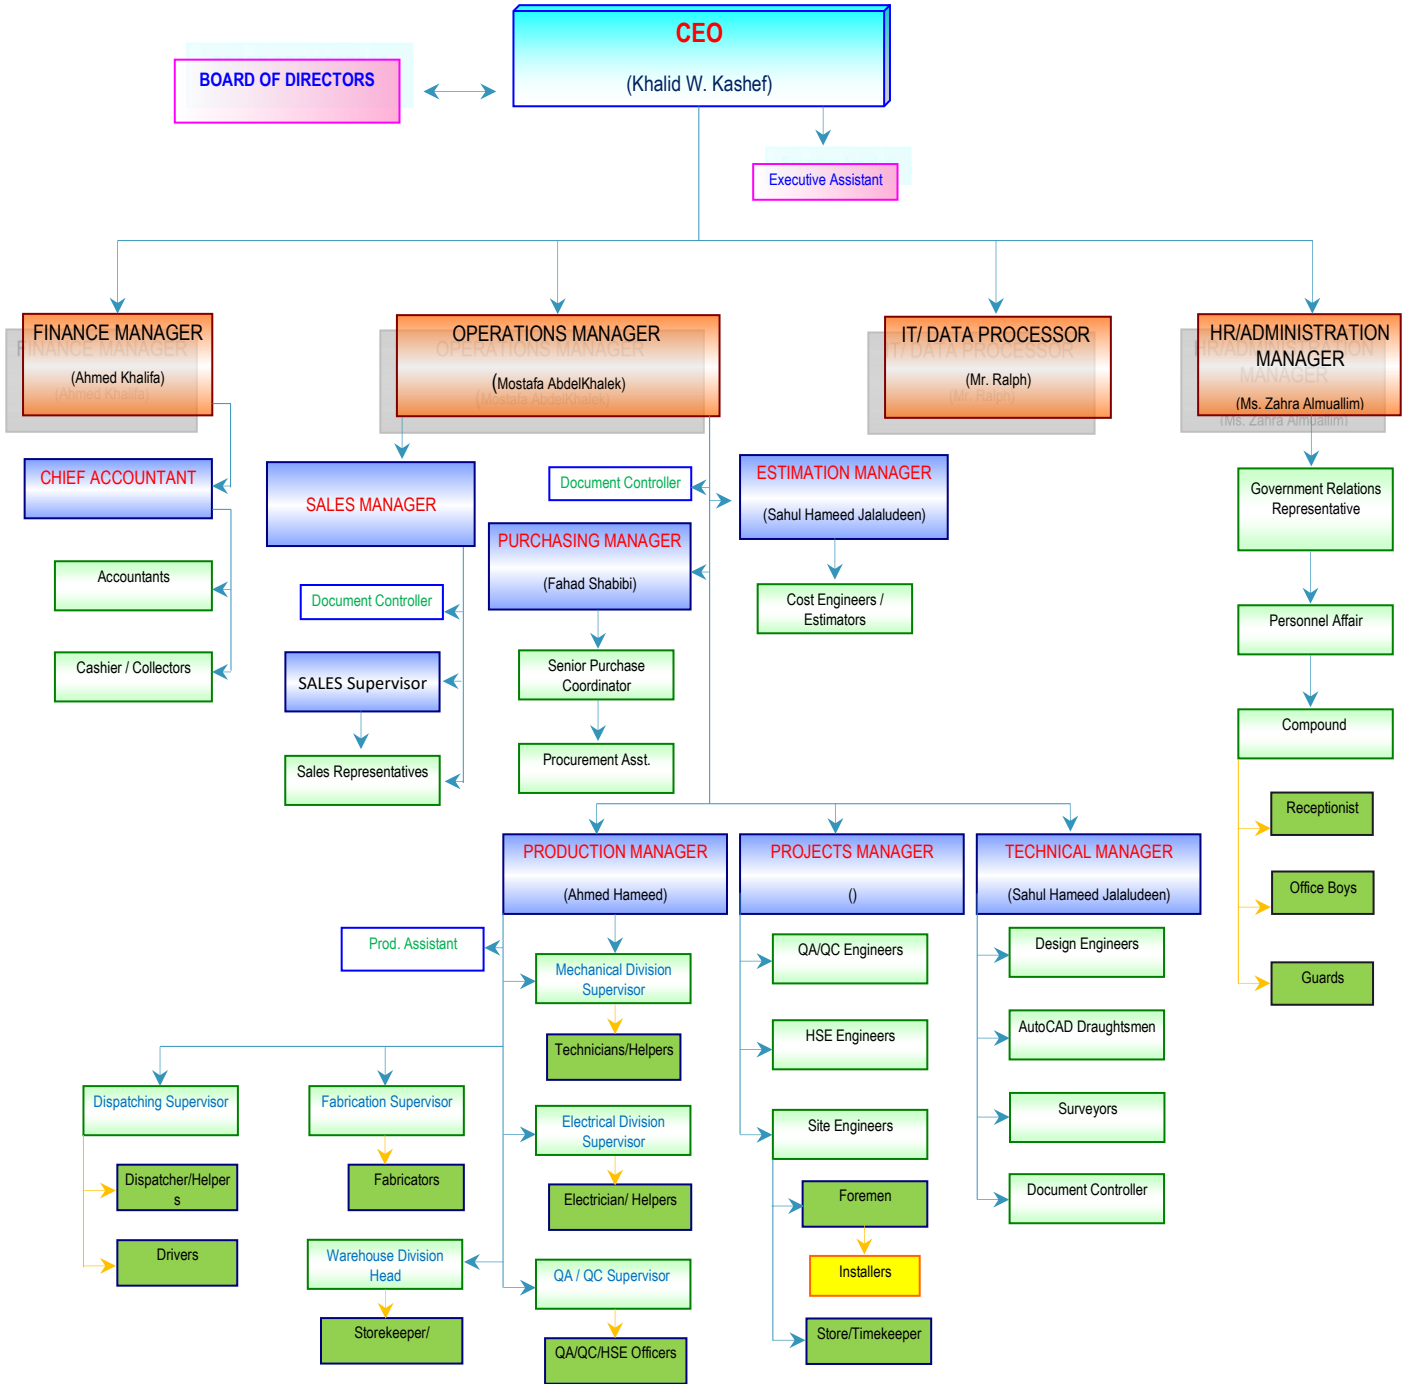 CEO
(Khalid W. Kashef)
BOARD OF DIRECTORS
Executive Assistant
FINANCE MANAGER
(Ahmed Khalifa)
OPERATIONS MANAGER
(Mostafa AbdelKhalek)
IT/ DATA PROCESSOR
(Mr. Ralph)
HR/ADMINISTRATION
MANAGER
(Ms. Zahra Almuallim)
CHIEF ACCOUNTANT
Accountants
Cashier / Collectors
SALES MANAGER
Document Controller
SALES Supervisor
Sales Representatives
Document Controller
PURCHASING MANAGER
(Fahad Shabibi)
Senior Purchase
Coordinator
Procurement Asst.
ESTIMATION MANAGER
(Sahul Hameed Jalaludeen)
Cost Engineers /
Estimators
Government Relations
Representative
Personnel Affair
Compound
Receptionist
Office Boys
Guards
PRODUCTION MANAGER
(Ahmed Hameed)
PROJECTS MANAGER
()
TECHNICAL MANAGER
(Sahul Hameed Jalaludeen)
Prod. Assistant
Mechanical Division
Supervisor
Technicians/Helpers
Dispatching Supervisor
Dispatcher/Helper
s
Drivers
Fabrication Supervisor
Fabricators
Warehouse Division
Head
Storekeeper/
Electrical Division
Supervisor
Electrician/ Helpers
QA / QC Supervisor
QA/QC/HSE Officers
QA/QC Engineers
HSE Engineers
Site Engineers
Foremen
Installers
Store/Timekeeper
Design Engineers
AutoCAD Draughtsmen
Surveyors
Document Controller